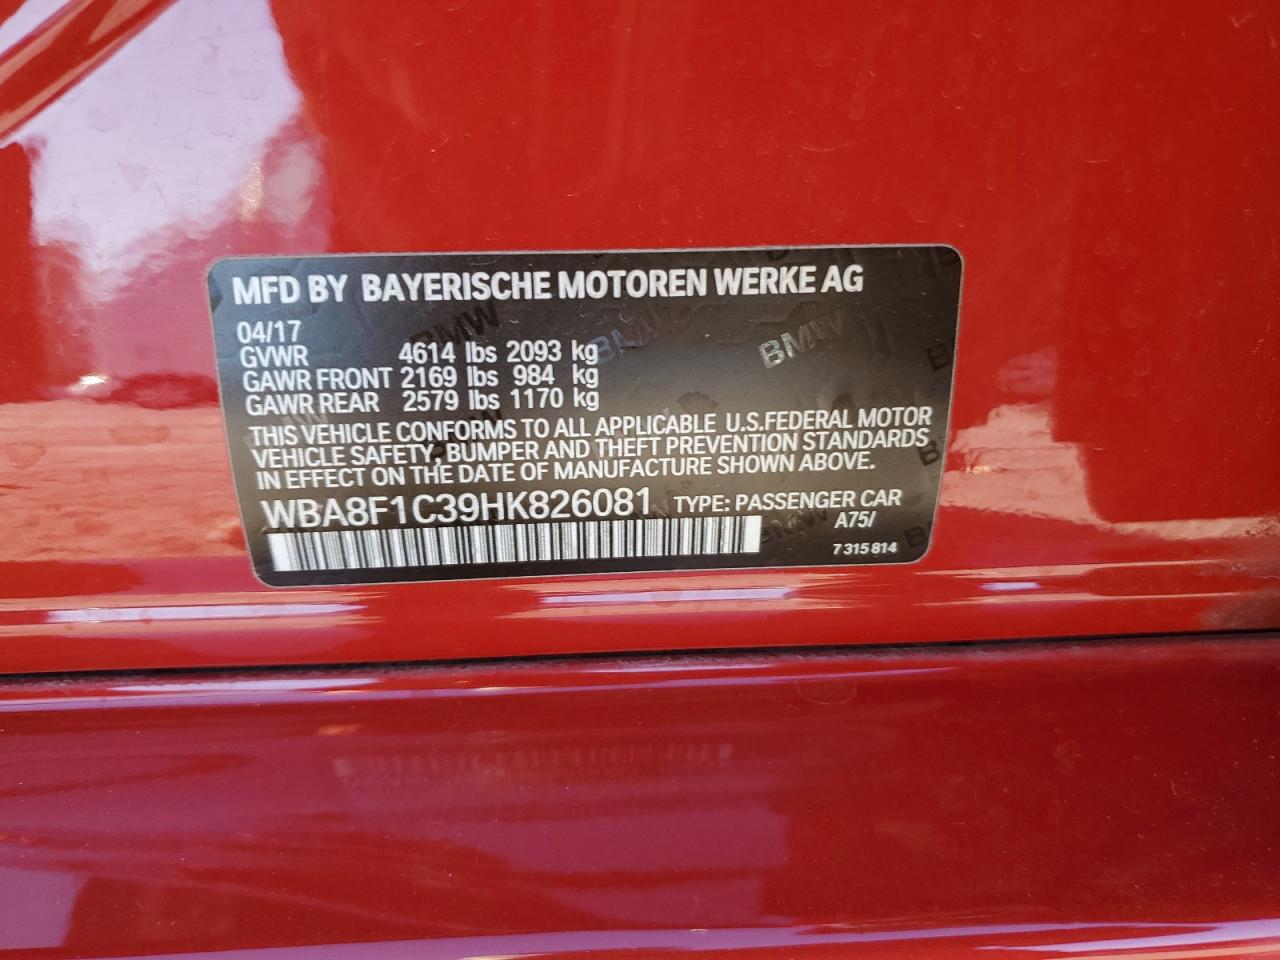 MFD BY BAYERISCHE MOTOREN WERKE AG
04/17
GVWR 4614 lbs 2093 kg
GAWR FRONT 2169 lbs 984 kg
GAWR REAR 2579 lbs 1170 kg
THIS VEHICLE CONFORMS TO ALL APPLICABLE U.S.FEDERAL MOTOR
VEHICLE SAFETY, BUMPER AND THEFT PREVENTION STANDARDS
IN EFFECT ON THE DATE OF MANUFACTURE SHOWN ABOVE.
WBA8F1C39HK826081 TYPE: PASSENGER CAR
A75/
7 315 814
BMW
BMW
BMW